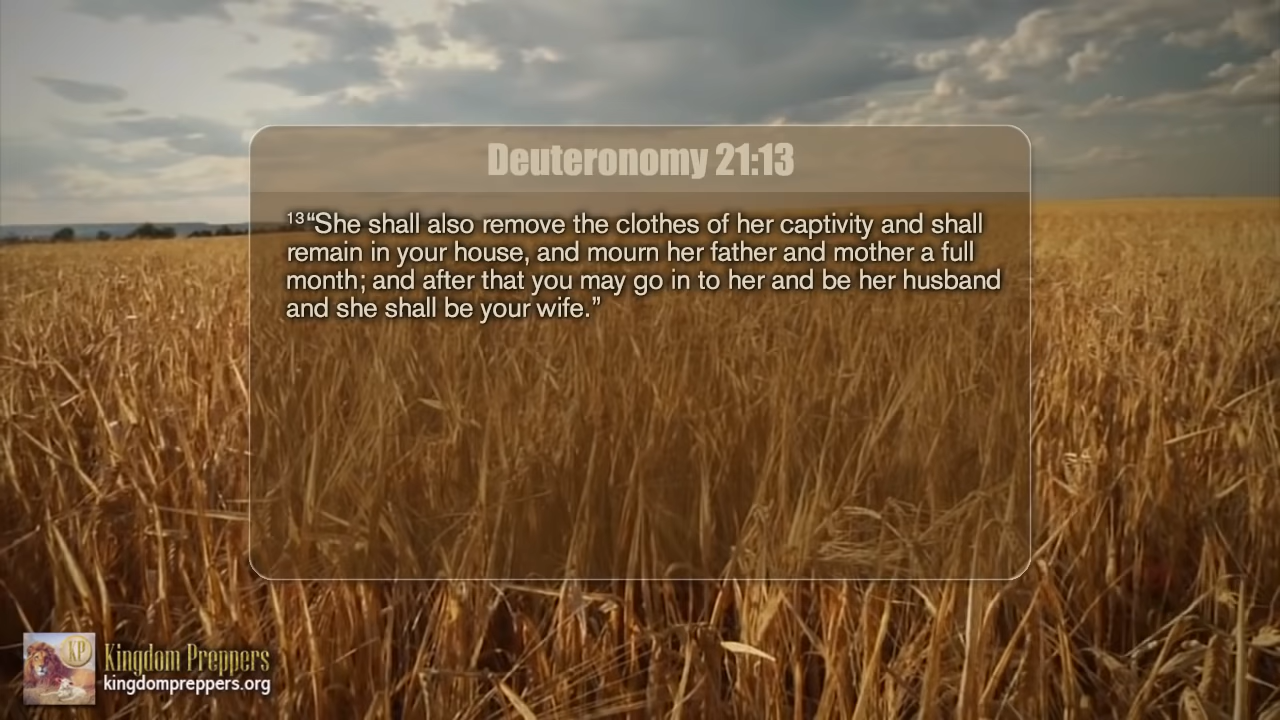 Deuteronomy 21:13
¹³“She shall also remove the clothes of her captivity and shall
remain in your house, and mourn her father and mother a full
month; and after that you may go in to her and be her husband
and she shall be your wife.”
KP
Kingdom Preppers
kingdompreppers.org